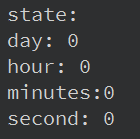 state:
day: 0
hour: 0
minutes:0
second: 0